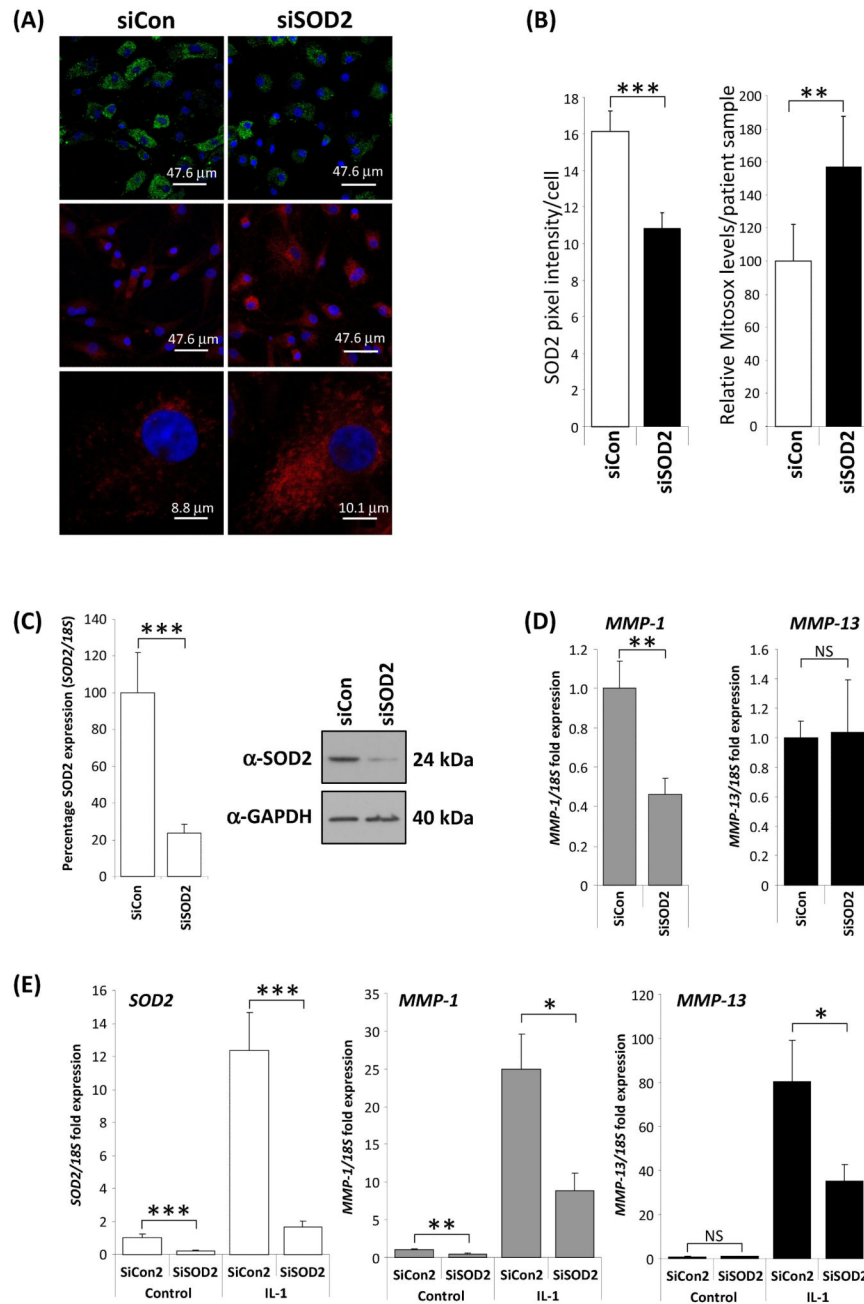 (A)
siCon siSOD2
47.6 µm 47.6 µm
47.6 µm 47.6 µm
8.8 µm 10.1 µm
(B)
***
SOD2 pixel intensity/cell
18
16
14
12
10
8
6
4
2
0
siCon siSOD2
**
Relative Mitosox levels/patient sample
200
180
160
140
120
100
80
60
40
20
0
siCon siSOD2
(C)
***
Percentage SOD2 expression (SOD2/18S)
140
120
100
80
60
40
20
0
SiCon SiSOD2
siCon siSOD2
α-SOD2 24 kDa
α-GAPDH 40 kDa
(D)
MMP-1
**
MMP-1/18S fold expression
1.2
1.0
0.8
0.6
0.4
0.2
0
SiCon SiSOD2
MMP-13
NS
MMP-13/18S fold expression
1.6
1.4
1.2
1.0
0.8
0.6
0.4
0.2
0
SiCon SiSOD2
(E)
SOD2
SOD2/18S fold expression
16
14
12
10
8
6
4
2
0
***
***
SiCon2 SiSOD2 SiCon2 SiSOD2
Control IL-1
MMP-1
MMP-1/18S fold expression
35
30
25
20
15
10
5
0
*
**
SiCon2 SiSOD2 SiCon2 SiSOD2
Control IL-1
MMP-13
MMP-13/18S fold expression
120
100
80
60
40
20
0
*
NS
SiCon2 SiSOD2 SiCon2 SiSOD2
Control IL-1